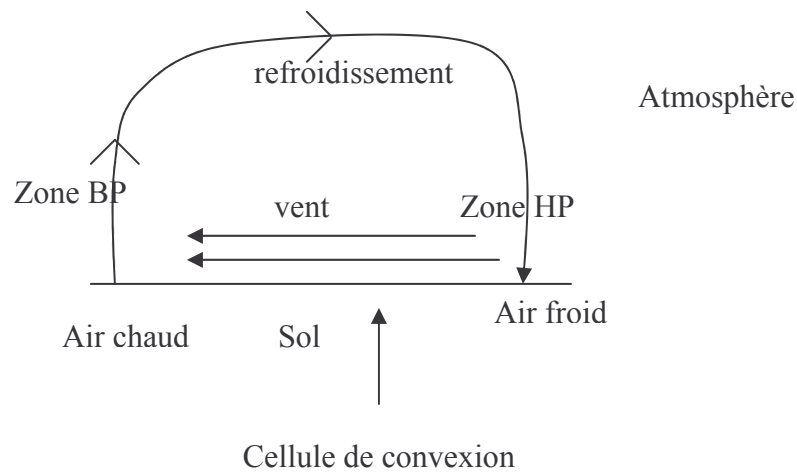 refroidissement
Atmosphère
Zone BP
vent
Zone HP
Air froid
Air chaud
Sol
Cellule de convexion